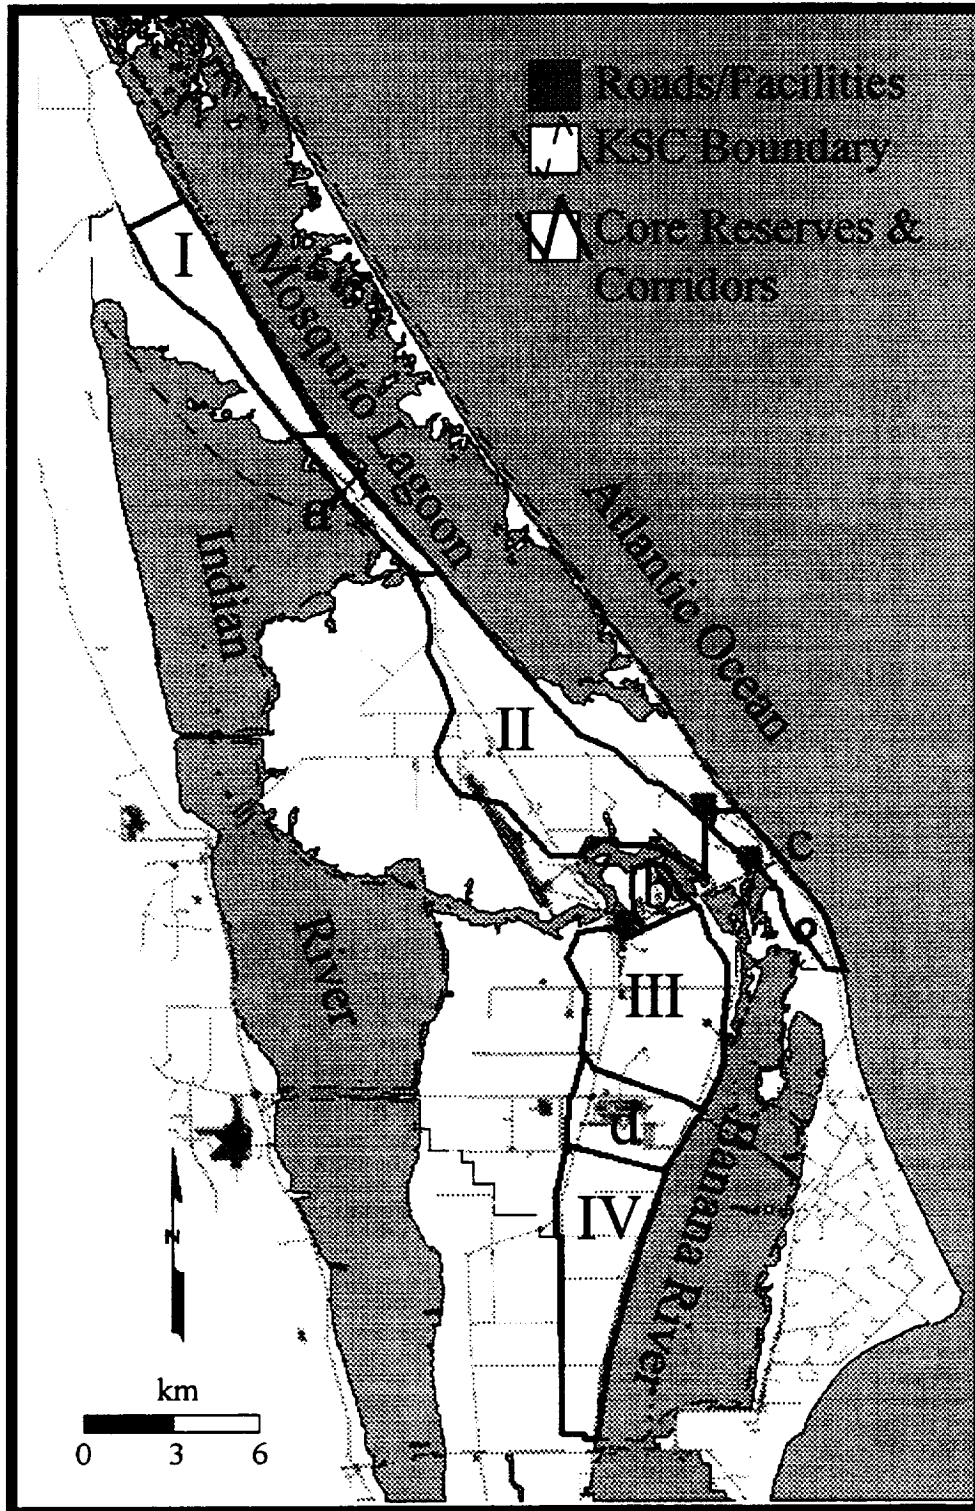 Roads/Facilities
KSC Boundary
Core Reserves &
Corridors
I
Mosquito Lagoon
a
Indian
River
Atlantic Ocean
II
c
b
III
d
IV
Banana River
N
km
0 3 6